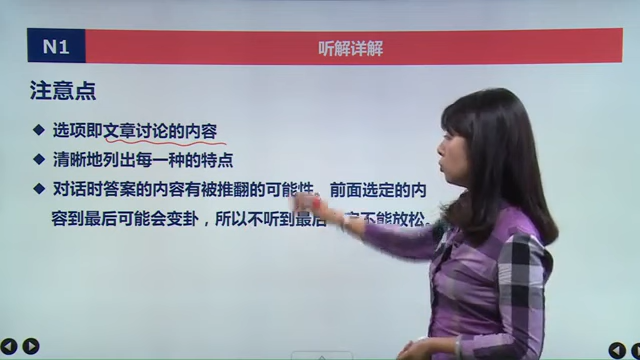 N1
听解详解
注意点
◆ 选项即文章讨论的内容
◆ 清晰地列出每一种的特点
◆ 对话时答案的内容有被推翻的可能性。前面选定的内
容到最后可能会变卦，所以不听到最后不能放松。